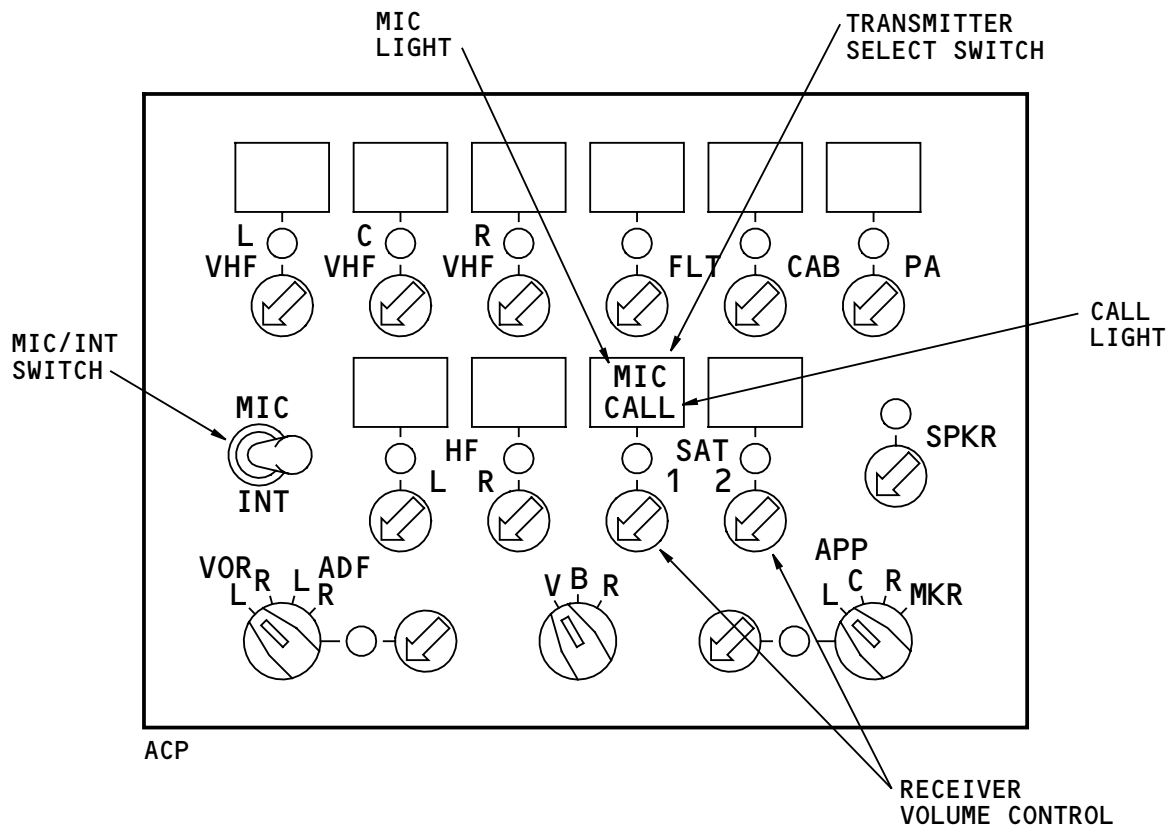 MIC
LIGHT
TRANSMITTER
SELECT SWITCH
L
VHF
C
VHF
R
VHF
FLT
CAB
PA
CALL
LIGHT
MIC/INT
SWITCH
MIC
INT
HF
L R
MIC
CALL
SAT
1 2
SPKR
VOR
L R
ADF
L R
V B R
APP
L C R
MKR
ACP
RECEIVER
VOLUME CONTROL